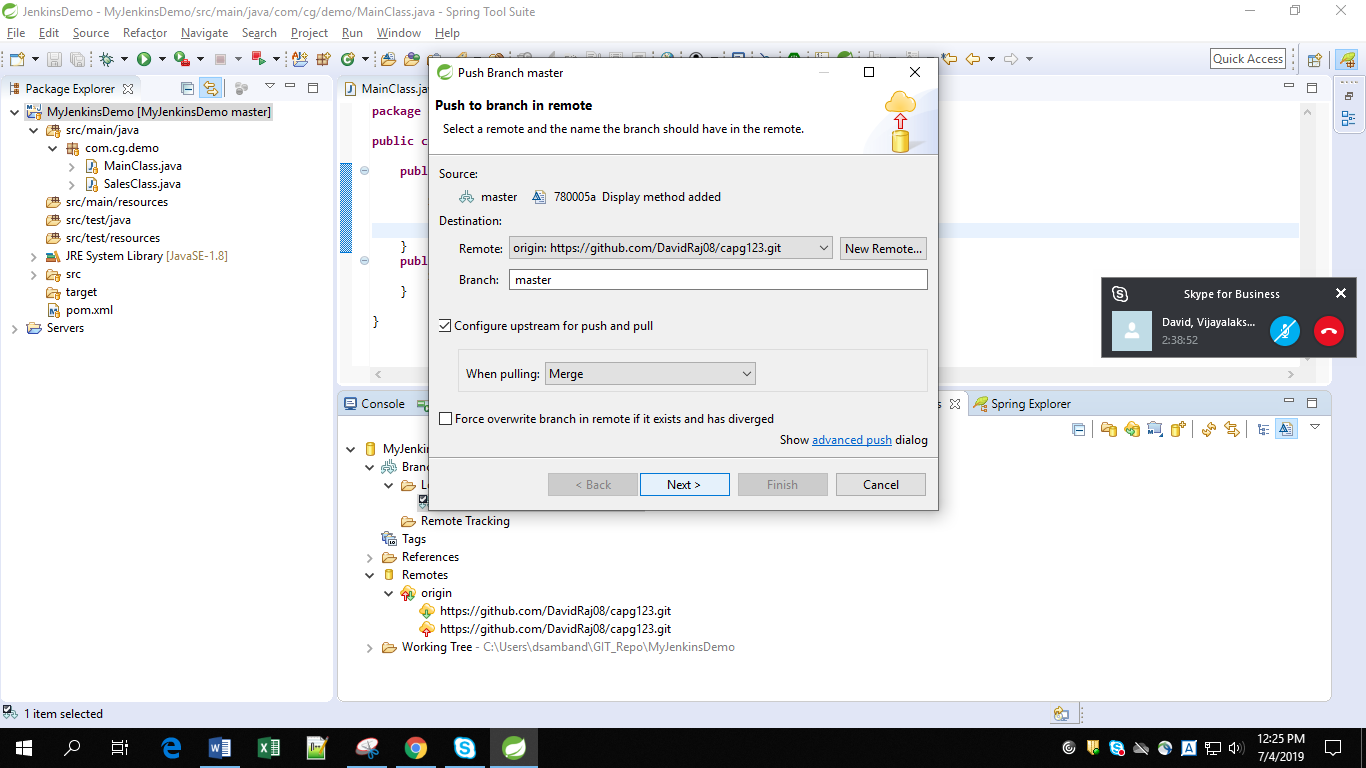 JenkinsDemo - MyJenkinsDemo/src/main/java/com/cg/demo/MainClass.java - Spring Tool Suite
File Edit Source Refactor Navigate Search Project Run Window Help
Quick Access
Package Explorer
MyJenkinsDemo [MyJenkinsDemo master]
src/main/java
com.cg.demo
MainClass.java
SalesClass.java
src/main/resources
src/test/java
src/test/resources
JRE System Library [JavaSE-1.8]
src
target
pom.xml
Servers
MainClass.ja
package
public c
publ
}
publ
}
}
Push Branch master
Push to branch in remote
Select a remote and the name the branch should have in the remote.
Source:
master 780005a Display method added
Destination:
Remote: origin: https://github.com/DavidRaj08/capg123.git New Remote...
Branch: master
Configure upstream for push and pull
When pulling: Merge
Force overwrite branch in remote if it exists and has diverged
Show advanced push dialog
< Back Next > Finish Cancel
Skype for Business
David, Vijayalaks...
2:38:52
Console
s
Spring Explorer
MyJenkin
Branc
L
Remote Tracking
Tags
References
Remotes
origin
https://github.com/DavidRaj08/capg123.git
https://github.com/DavidRaj08/capg123.git
Working Tree - C:\Users\dsamband\GIT_Repo\MyJenkinsDemo
1 item selected
12:25 PM
7/4/2019